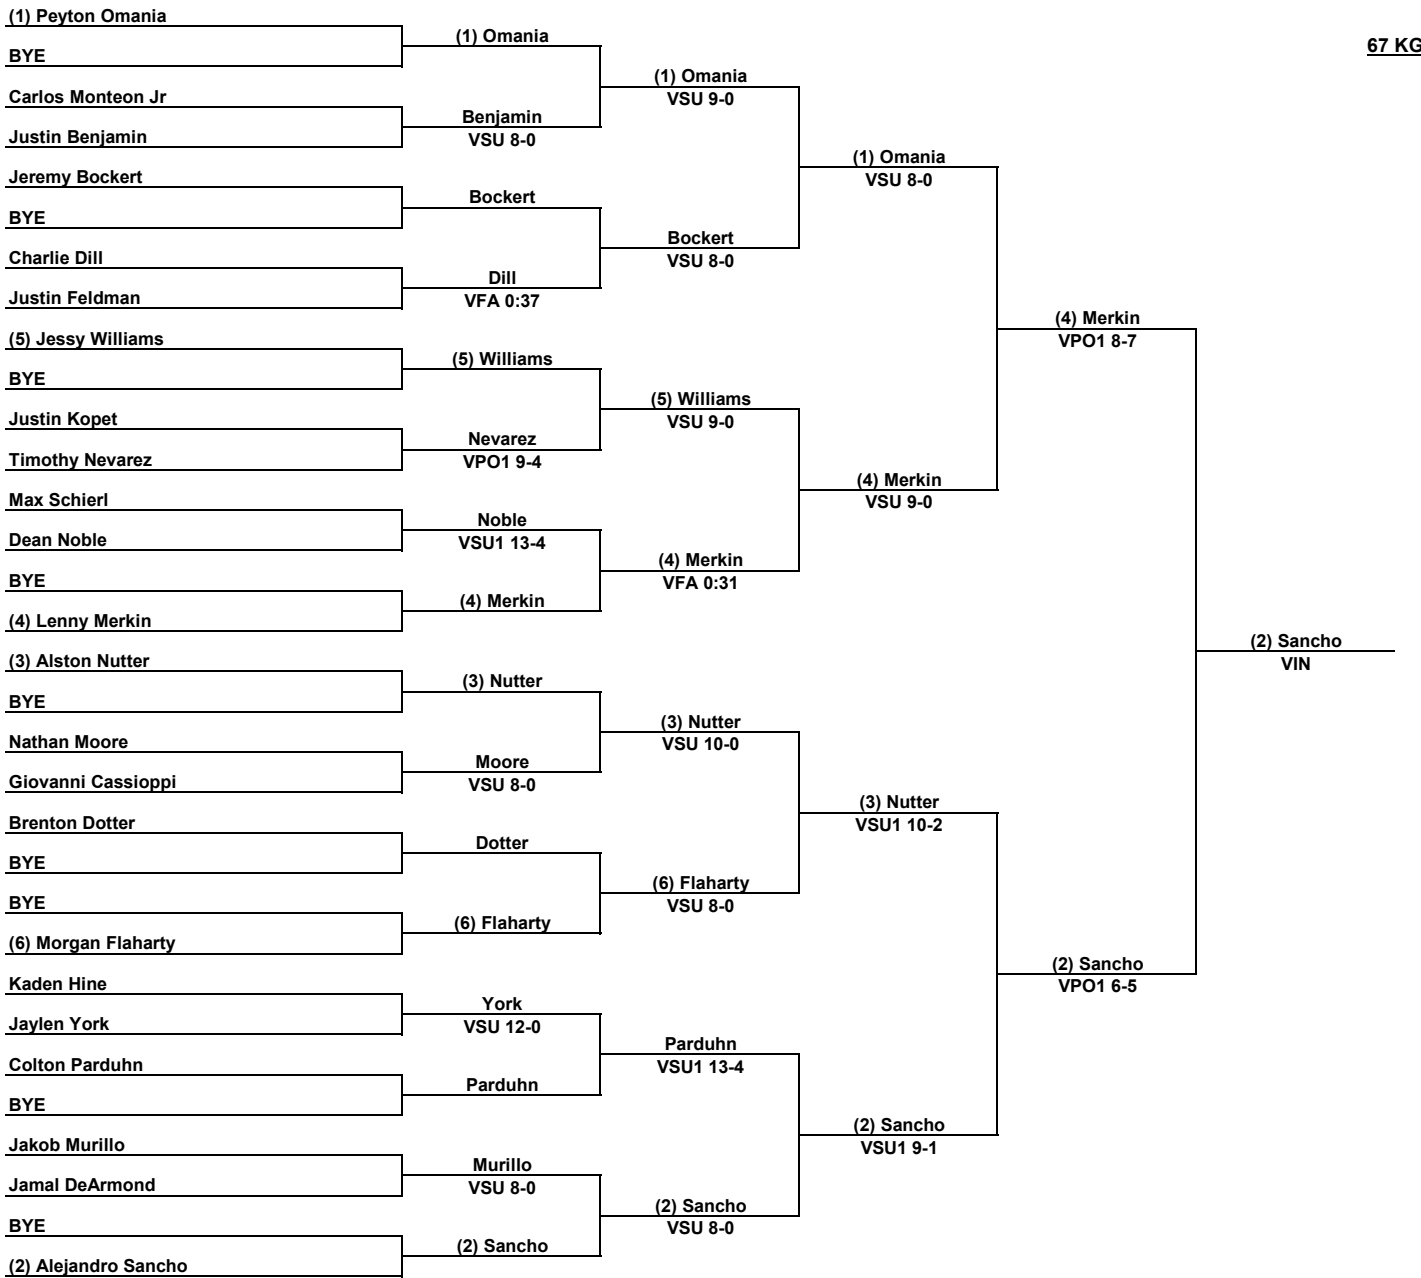 (1) Peyton Omania
BYE
Carlos Monteon Jr
Justin Benjamin
Jeremy Bockert
BYE
Charlie Dill
Justin Feldman
(5) Jessy Williams
BYE
Justin Kopet
Timothy Nevarez
Max Schierl
Dean Noble
BYE
(4) Lenny Merkin
(3) Alston Nutter
BYE
Nathan Moore
Giovanni Cassioppi
Brenton Dotter
BYE
BYE
(6) Morgan Flaharty
Kaden Hine
Jaylen York
Colton Parduhn
BYE
Jakob Murillo
Jamal DeArmond
BYE
(2) Alejandro Sancho
(1) Omania
Benjamin
VSU 8-0
Bockert
Dill
VFA 0:37
(5) Williams
Nevarez
VPO1 9-4
Noble
VSU1 13-4
(4) Merkin
(3) Nutter
Moore
VSU 8-0
Dotter
(6) Flaharty
York
VSU 12-0
Parduhn
Murillo
VSU 8-0
(2) Sancho
(1) Omania
VSU 9-0
Bockert
VSU 8-0
(5) Williams
VSU 9-0
(4) Merkin
VFA 0:31
(3) Nutter
VSU 10-0
(6) Flaharty
VSU 8-0
Parduhn
VSU1 13-4
(2) Sancho
VSU 8-0
(1) Omania
VSU 8-0
(4) Merkin
VSU 9-0
(3) Nutter
VSU1 10-2
(2) Sancho
VSU1 9-1
(4) Merkin
VPO1 8-7
(2) Sancho
VPO1 6-5
(2) Sancho
VIN
67 KG